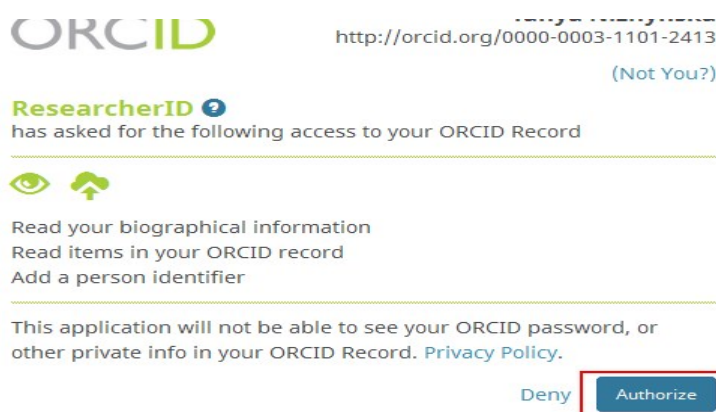 ORCID
http://orcid.org/0000-0003-1101-2413
(Not You?)
ResearcherID ?
has asked for the following access to your ORCID Record
Read your biographical information
Read items in your ORCID record
Add a person identifier
This application will not be able to see your ORCID password, or
other private info in your ORCID Record. Privacy Policy.
Deny Authorize